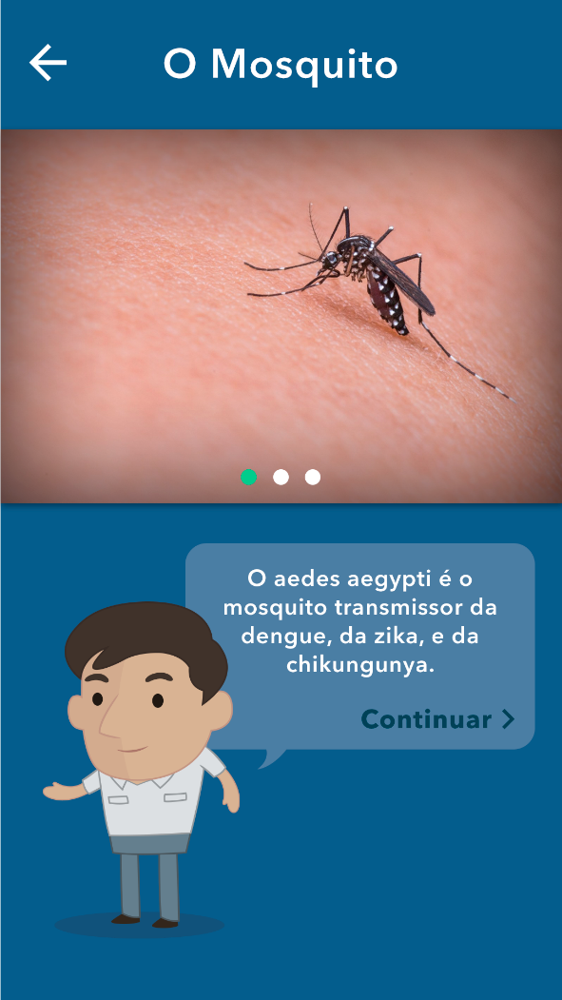 O Mosquito
O aedes aegypti é o
mosquito transmissor da
dengue, da zika, e da
chikungunya.
Continuar